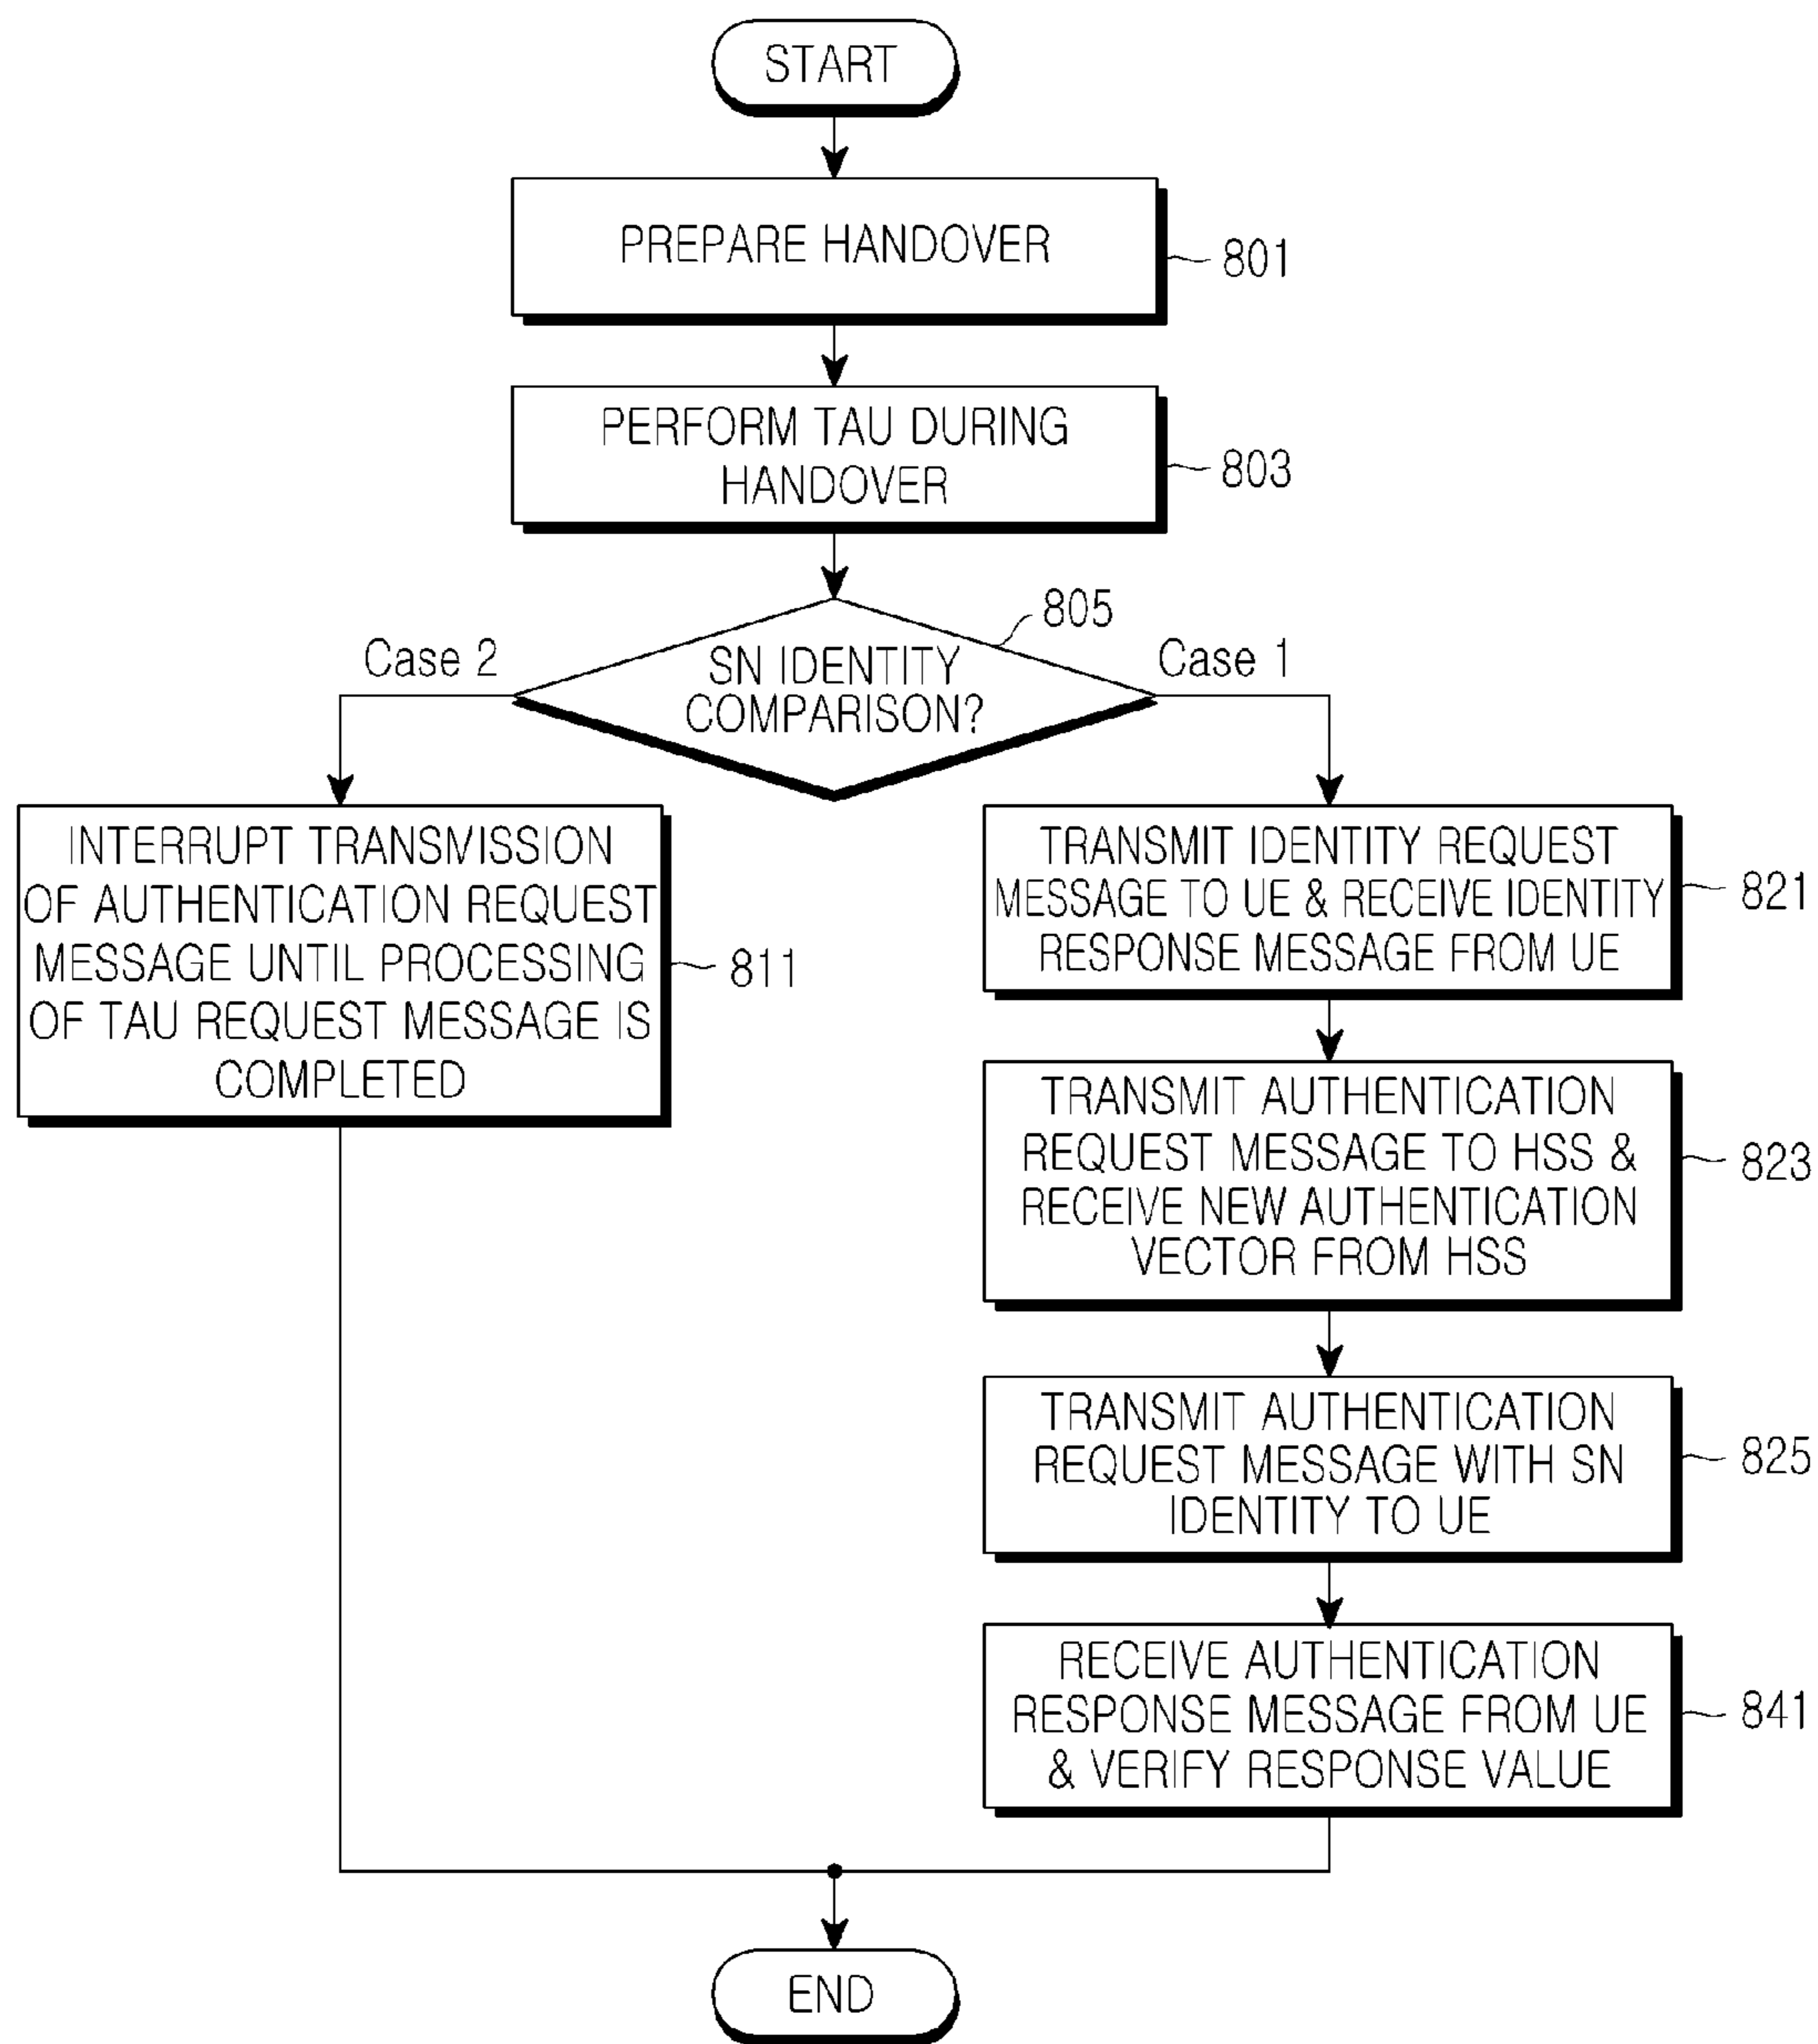 START
PREPARE HANDOVER
801
PERFORM TAU DURING
HANDOVER
803
805
SN IDENTITY
COMPARISON?
Case 2
Case 1
INTERRUPT TRANSMISSION
OF AUTHENTICATION REQUEST
MESSAGE UNTIL PROCESSING
OF TAU REQUEST MESSAGE IS
COMPLETED
811
TRANSMIT IDENTITY REQUEST
MESSAGE TO UE & RECEIVE IDENTITY
RESPONSE MESSAGE FROM UE
821
TRANSMIT AUTHENTICATION
REQUEST MESSAGE TO HSS &
RECEIVE NEW AUTHENTICATION
VECTOR FROM HSS
823
TRANSMIT AUTHENTICATION
REQUEST MESSAGE WITH SN
IDENTITY TO UE
825
RECEIVE AUTHENTICATION
RESPONSE MESSAGE FROM UE
& VERIFY RESPONSE VALUE
841
END